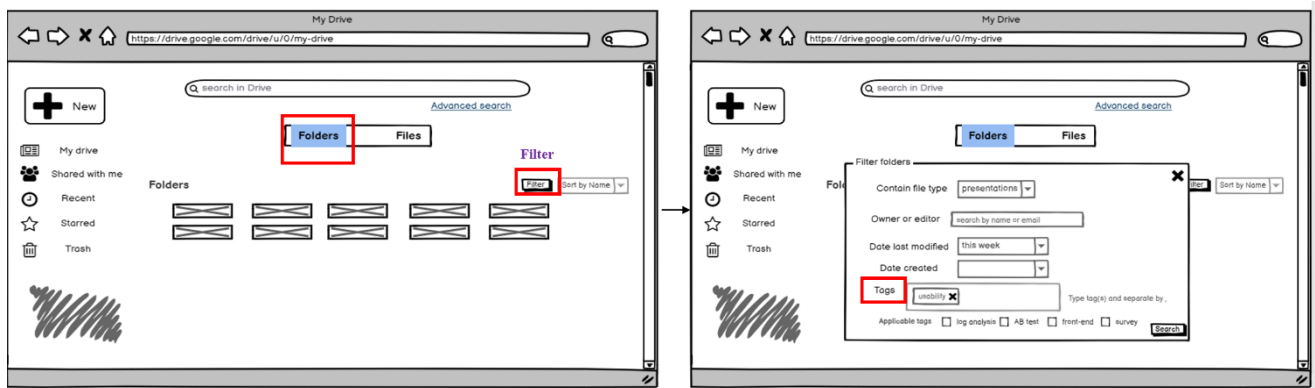 My Drive
https://drive.google.com/drive/u/0/my-drive
search in Drive
New
Advanced search
Folders Files
My drive
Filter
Shared with me
Folders
Filter Sort by Name
Recent
Starred
Trash
My Drive
https://drive.google.com/drive/u/0/my-drive
search in Drive
New
Advanced search
Folders Files
My drive
Filter folders
Shared with me
Contain file type presentations
Fol
lter Sort by Name
Recent
Owner or editor search by name or email
Starred
Date last modified this week
Trash
Date created
Tags usability Type tag(s) and separate by ,
Applicable tags log analysis AB test front-end survey
Search